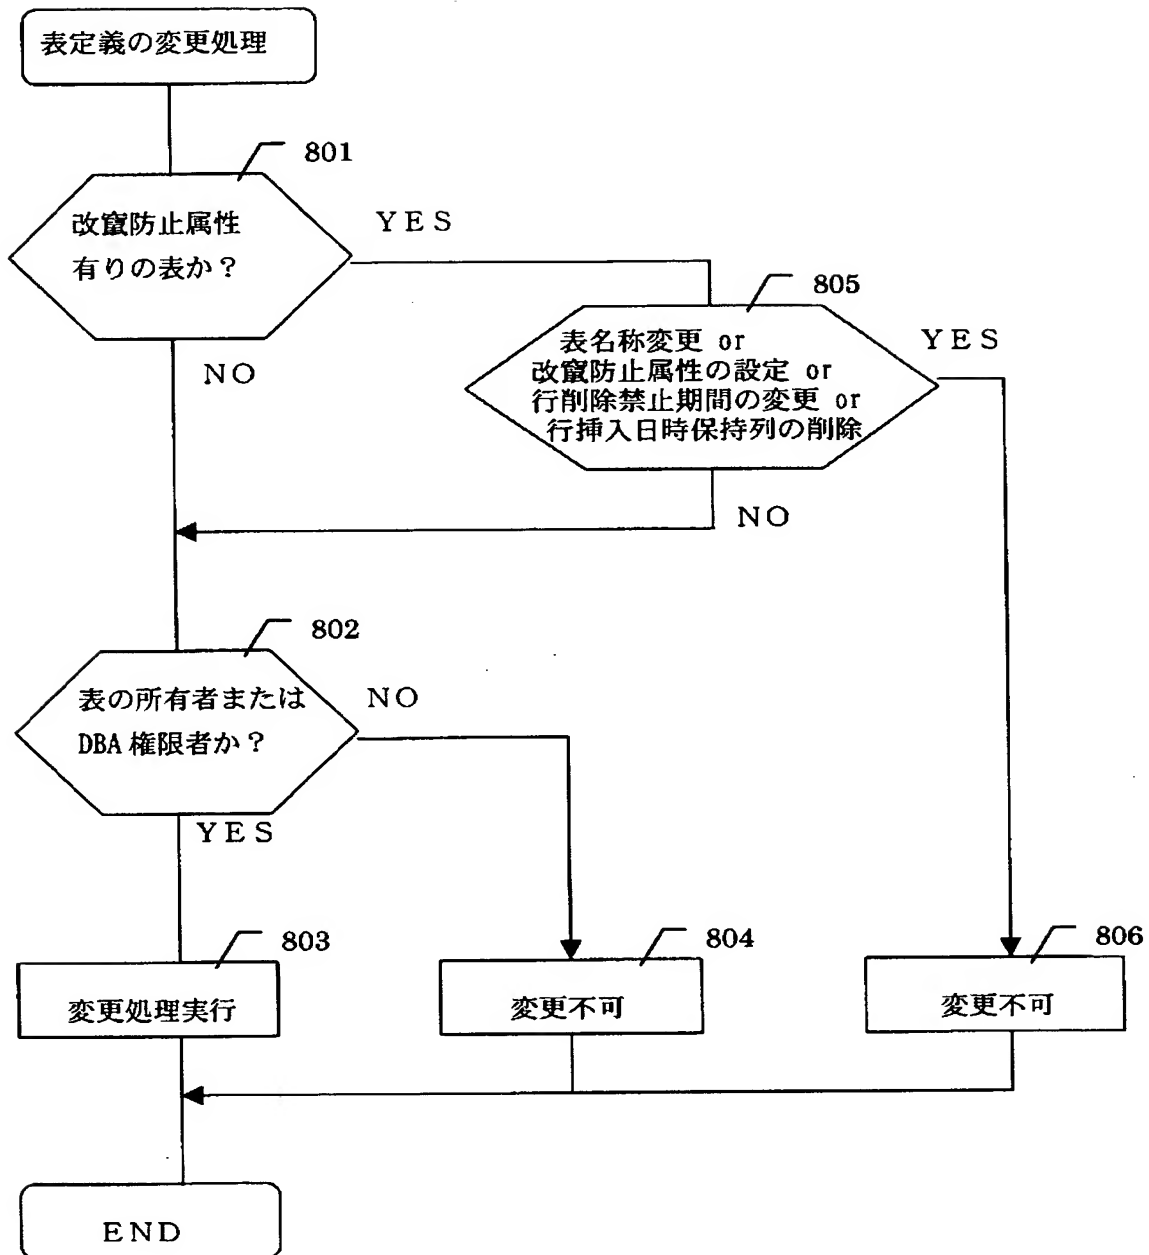 表定義の変更処理
801
改竄防止属性
有りの表か？
YES
NO
805
表名称変更 or
改竄防止属性の設定 or
行削除禁止期間の変更 or
行挿入日時保持列の削除
YES
NO
802
表の所有者または
DBA権限者か？
NO
YES
803
変更処理実行
804
変更不可
806
変更不可
END